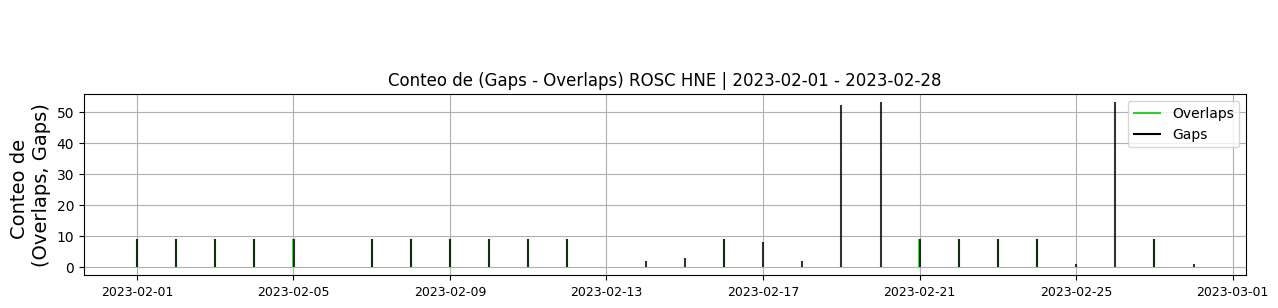 Conteo de (Gaps - Overlaps) ROSC HNE | 2023-02-01 - 2023-02-28
Conteo de
(Overlaps, Gaps)
50
40
30
20
10
0
Overlaps
Gaps
2023-02-01 2023-02-05 2023-02-09 2023-02-13 2023-02-17 2023-02-21 2023-02-25 2023-03-01